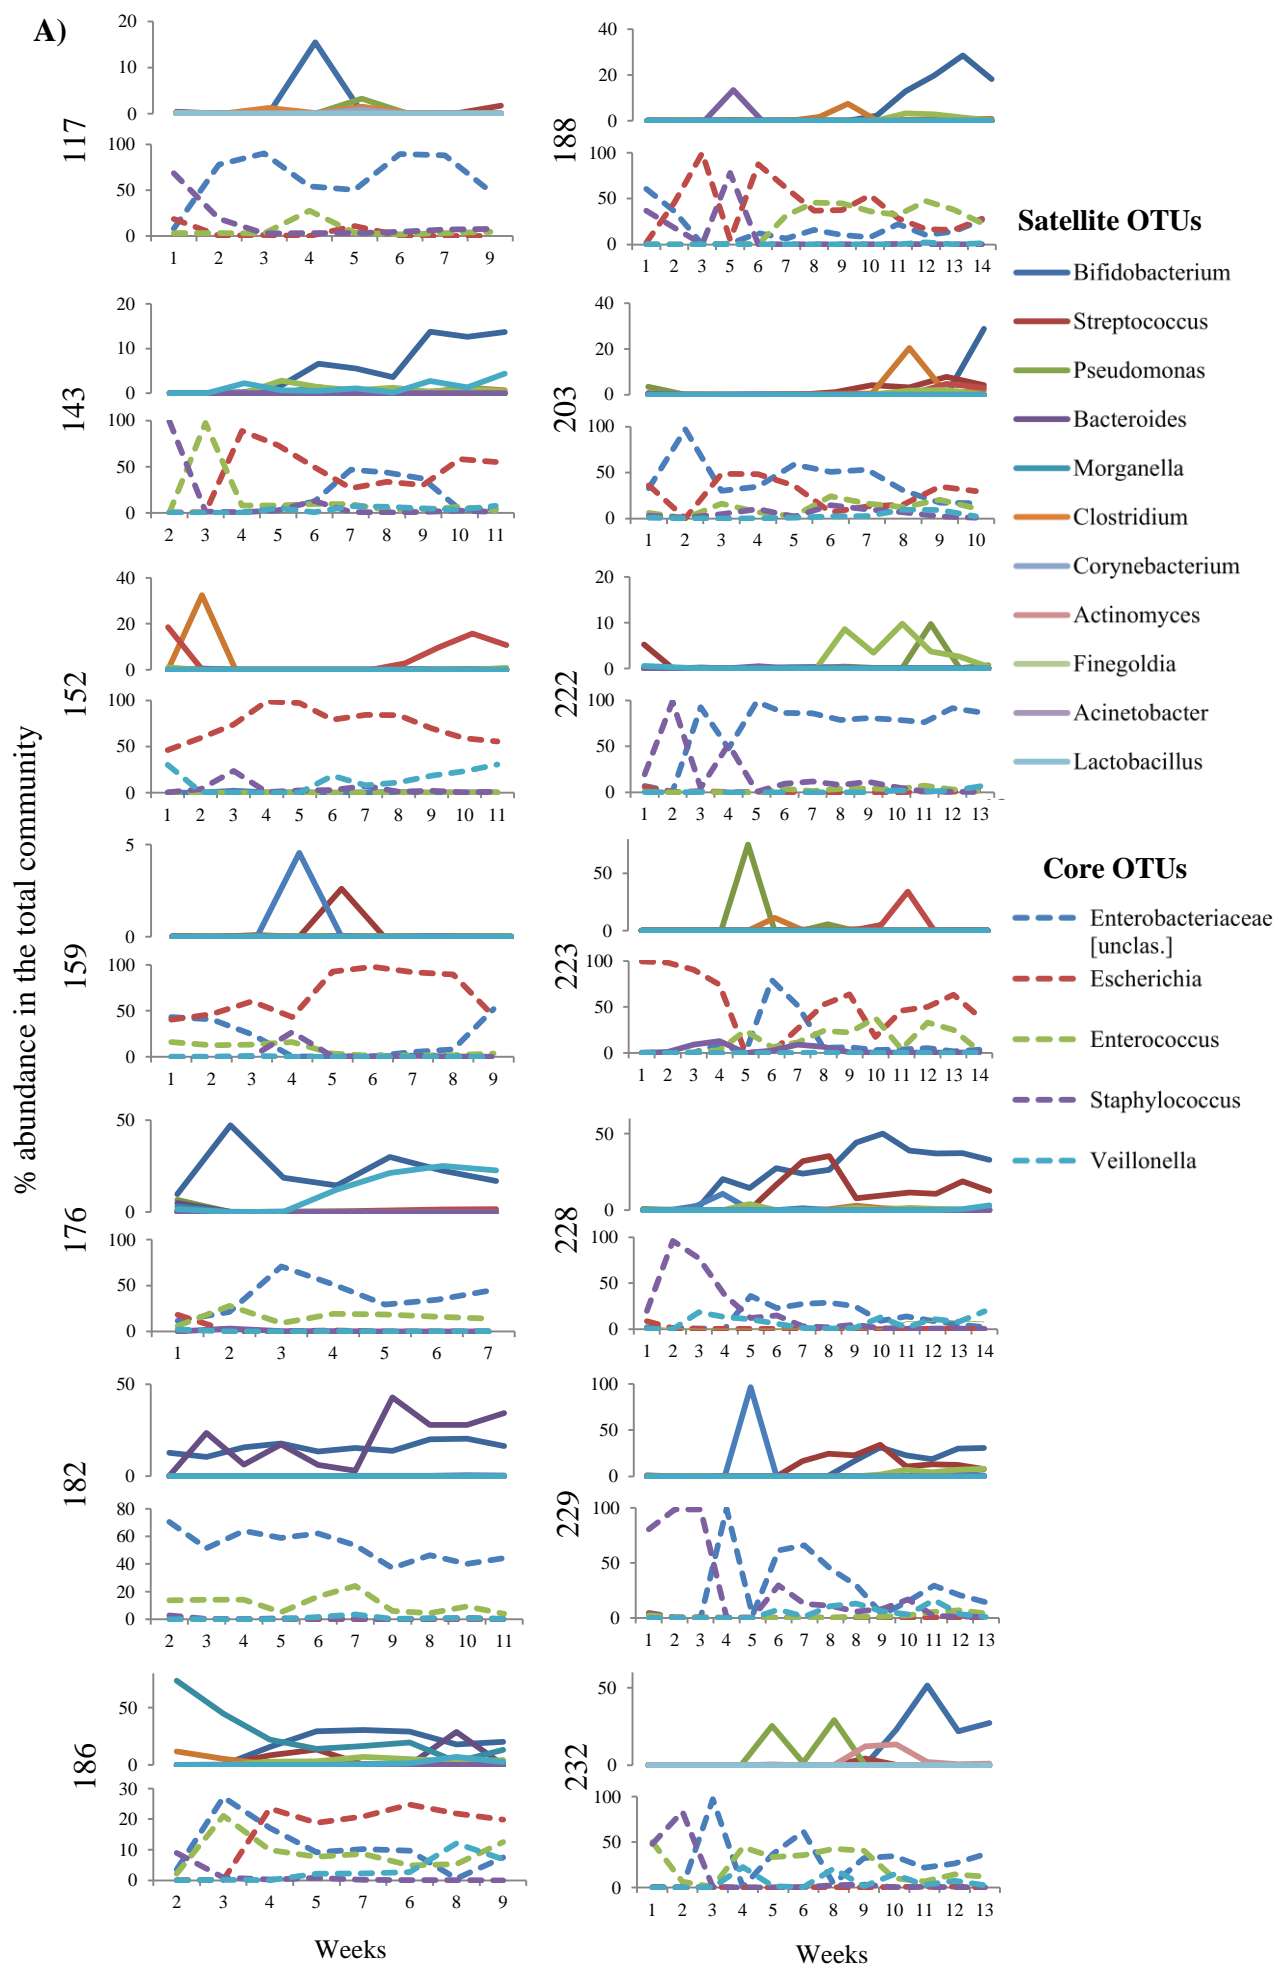 A)
20
10
0
117
100
50
0
1 2 3 4 5 6 7 9
20
10
0
143
100
50
0
2 3 4 5 6 7 8 9 10 11
40
20
0
152
100
50
0
1 2 3 4 5 6 7 8 9 10 11
5
0
159
100
50
0
1 2 3 4 5 6 7 8 9
50
0
176
100
50
0
1 2 3 4 5 6 7
50
0
182
80
60
40
20
0
2 3 4 5 6 7 9 8 10 11
50
0
186
30
20
10
0
2 3 4 5 7 6 8 9
Weeks
% abundance in the total community
40
20
0
188
100
50
0
1 2 3 5 6 7 8 9 10 11 12 13 14
40
20
0
203
100
50
0
1 2 3 4 5 6 7 8 9 10
20
10
0
222
100
50
0
1 2 3 4 5 6 7 8 9 10 11 12 13
50
0
223
100
50
0
1 2 3 4 5 6 7 8 9 10 11 12 13 14
50
0
228
100
50
0
1 2 3 4 5 6 7 8 9 10 11 12 13 14
100
50
0
229
100
50
0
1 2 3 4 5 6 7 8 9 9 10 11 12 13
50
0
232
100
50
0
1 2 3 4 5 6 7 8 9 10 11 12 13
Weeks
Satellite OTUs
Bifidobacterium
Streptococcus
Pseudomonas
Bacteroides
Morganella
Clostridium
Corynebacterium
Actinomyces
Finegoldia
Acinetobacter
Lactobacillus
Core OTUs
Enterobacteriaceae
[unclas.]
Escherichia
Enterococcus
Staphylococcus
Veillonella